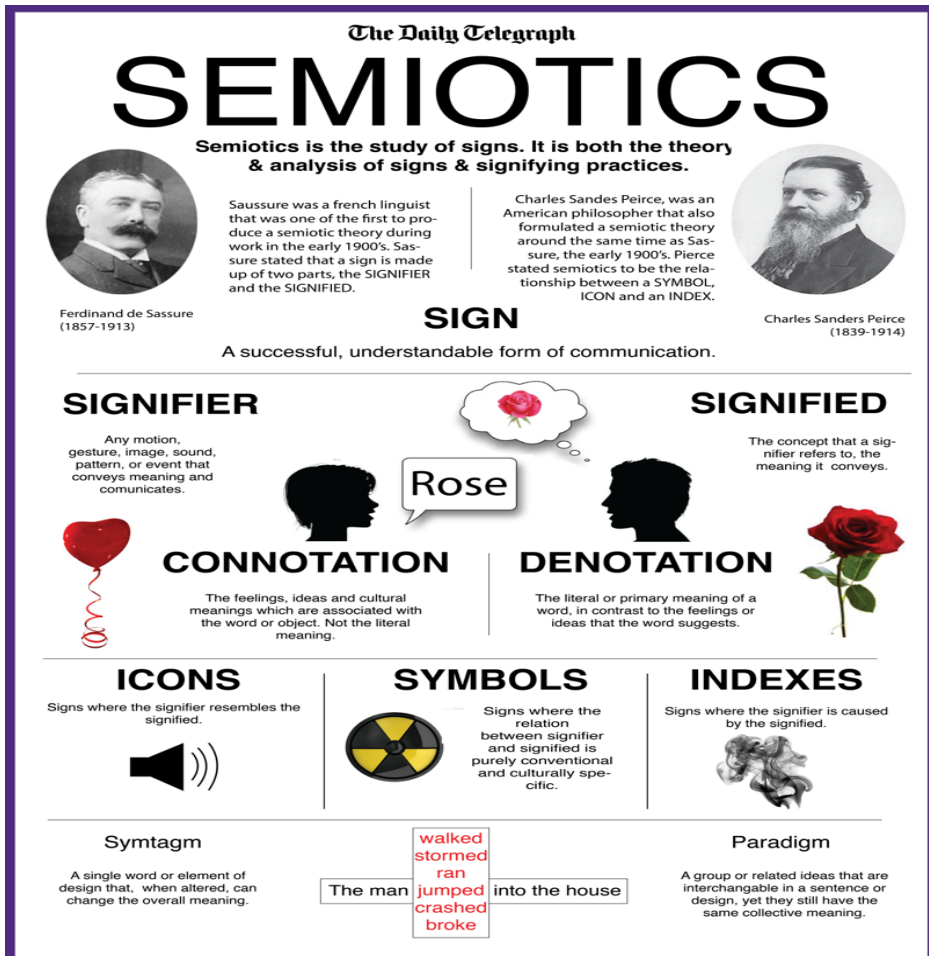 The Daily Telegraph
SEMIOTICS
Semiotics is the study of signs. It is both the theory
& analysis of signs & signifying practices.
Saussure was a french linguist
that was one of the first to pro-
duce a semiotic theory during
work in the early 1900's. Sas-
sure stated that a sign is made
up of two parts, the SIGNIFIER
and the SIGNIFIED.
Charles Sandes Peirce, was an
American philosopher that also
formulated a semiotic theory
around the same time as Sas-
sure, the early 1900's. Pierce
stated semiotics to be the rela-
tionship between a SYMBOL,
ICON and an INDEX.
Ferdinand de Sassure
(1857-1913)
Charles Sanders Peirce
(1839-1914)
SIGN
A successful, understandable form of communication.
SIGNIFIER
Any motion,
gesture, image, sound,
pattern, or event that
conveys meaning and
comunicates.
SIGNIFIED
The concept that a sig-
nifier refers to, the
meaning it conveys.
Rose
CONNOTATION
The feelings, ideas and cultural
meanings which are associated with
the word or object. Not the literal
meaning.
DENOTATION
The literal or primary meaning of a
word, in contrast to the feelings or
ideas that the word suggests.
ICONS
Signs where the signifier resembles the
signified.
SYMBOLS
Signs where the
relation
between signifier
and signified is
purely conventional
and culturally spe-
cific.
INDEXES
Signs where the signifier is caused
by the signified.
Symtagm
A single word or element of
design that, when altered, can
change the overall meaning.
walked
stormed
ran
The man jumped into the house
crashed
broke
Paradigm
A group or related ideas that are
interchangable in a sentence or
design, yet they still have the
same collective meaning.